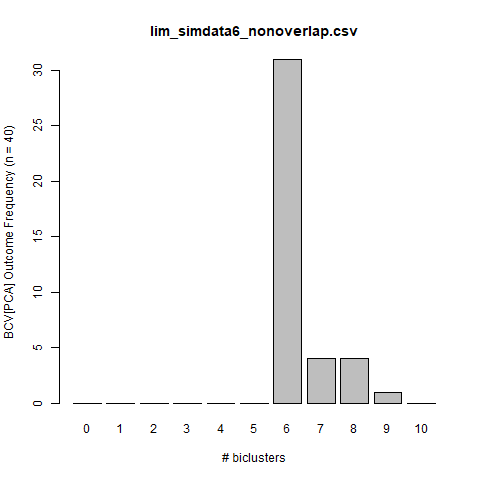 lim_simdata6_nonoverlap.csv
BCV[PCA] Outcome Frequency (n = 40)
30
25
20
15
10
5
0
0 1 2 3 4 5 6 7 8 9 10
# biclusters